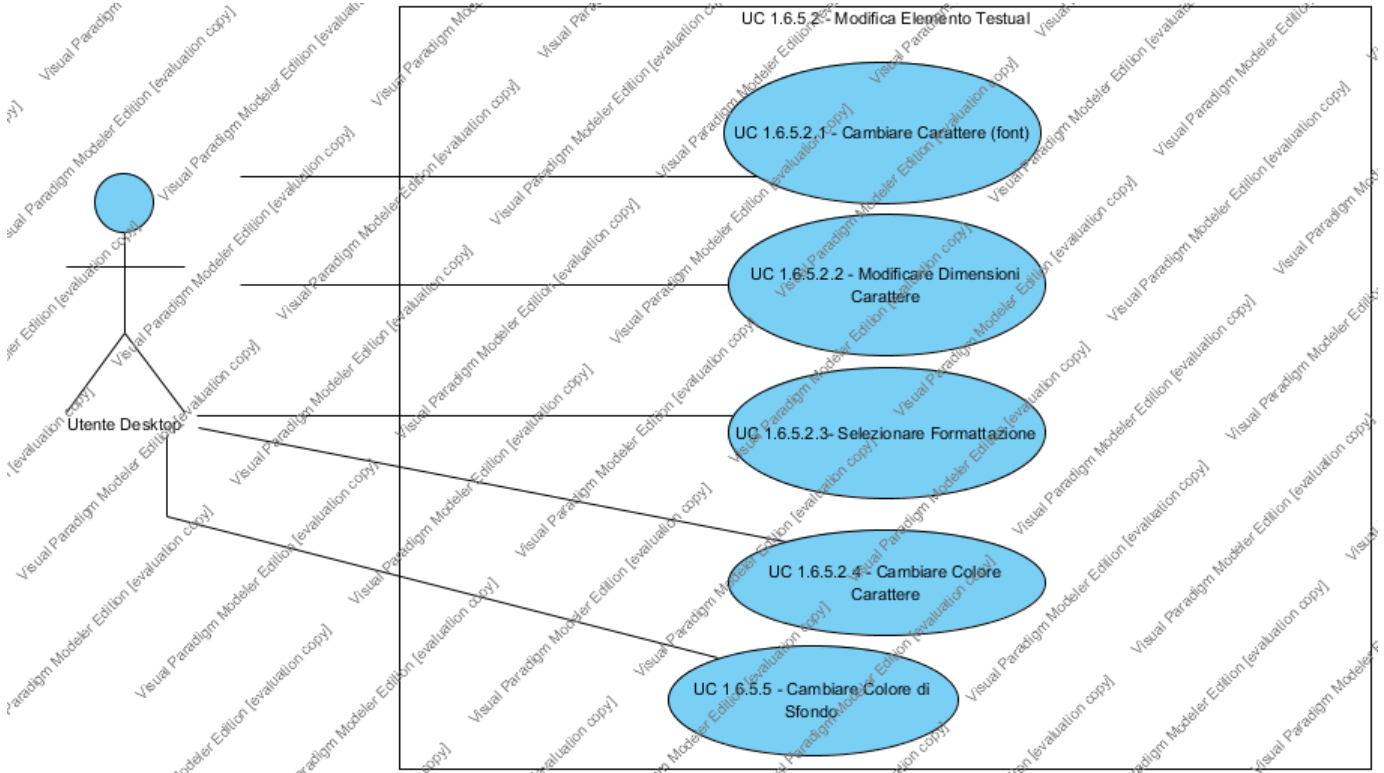 UC 1.6.5.2 - Modifica Elemento Testual
UC 1.6.5.2.1 - Cambiare Carattere (font)
UC 1.6.5.2.2 - Modificare Dimensioni
Carattere
UC 1.6.5.2.3- Selezionare Formattazione
Utente Desktop
UC 1.6.5.2.4 - Cambiare Colore
Carattere
UC 1.6.5.5 - Cambiare Colore di
Sfondo
Visual Paradigm Modeler Edition [evaluation copy]